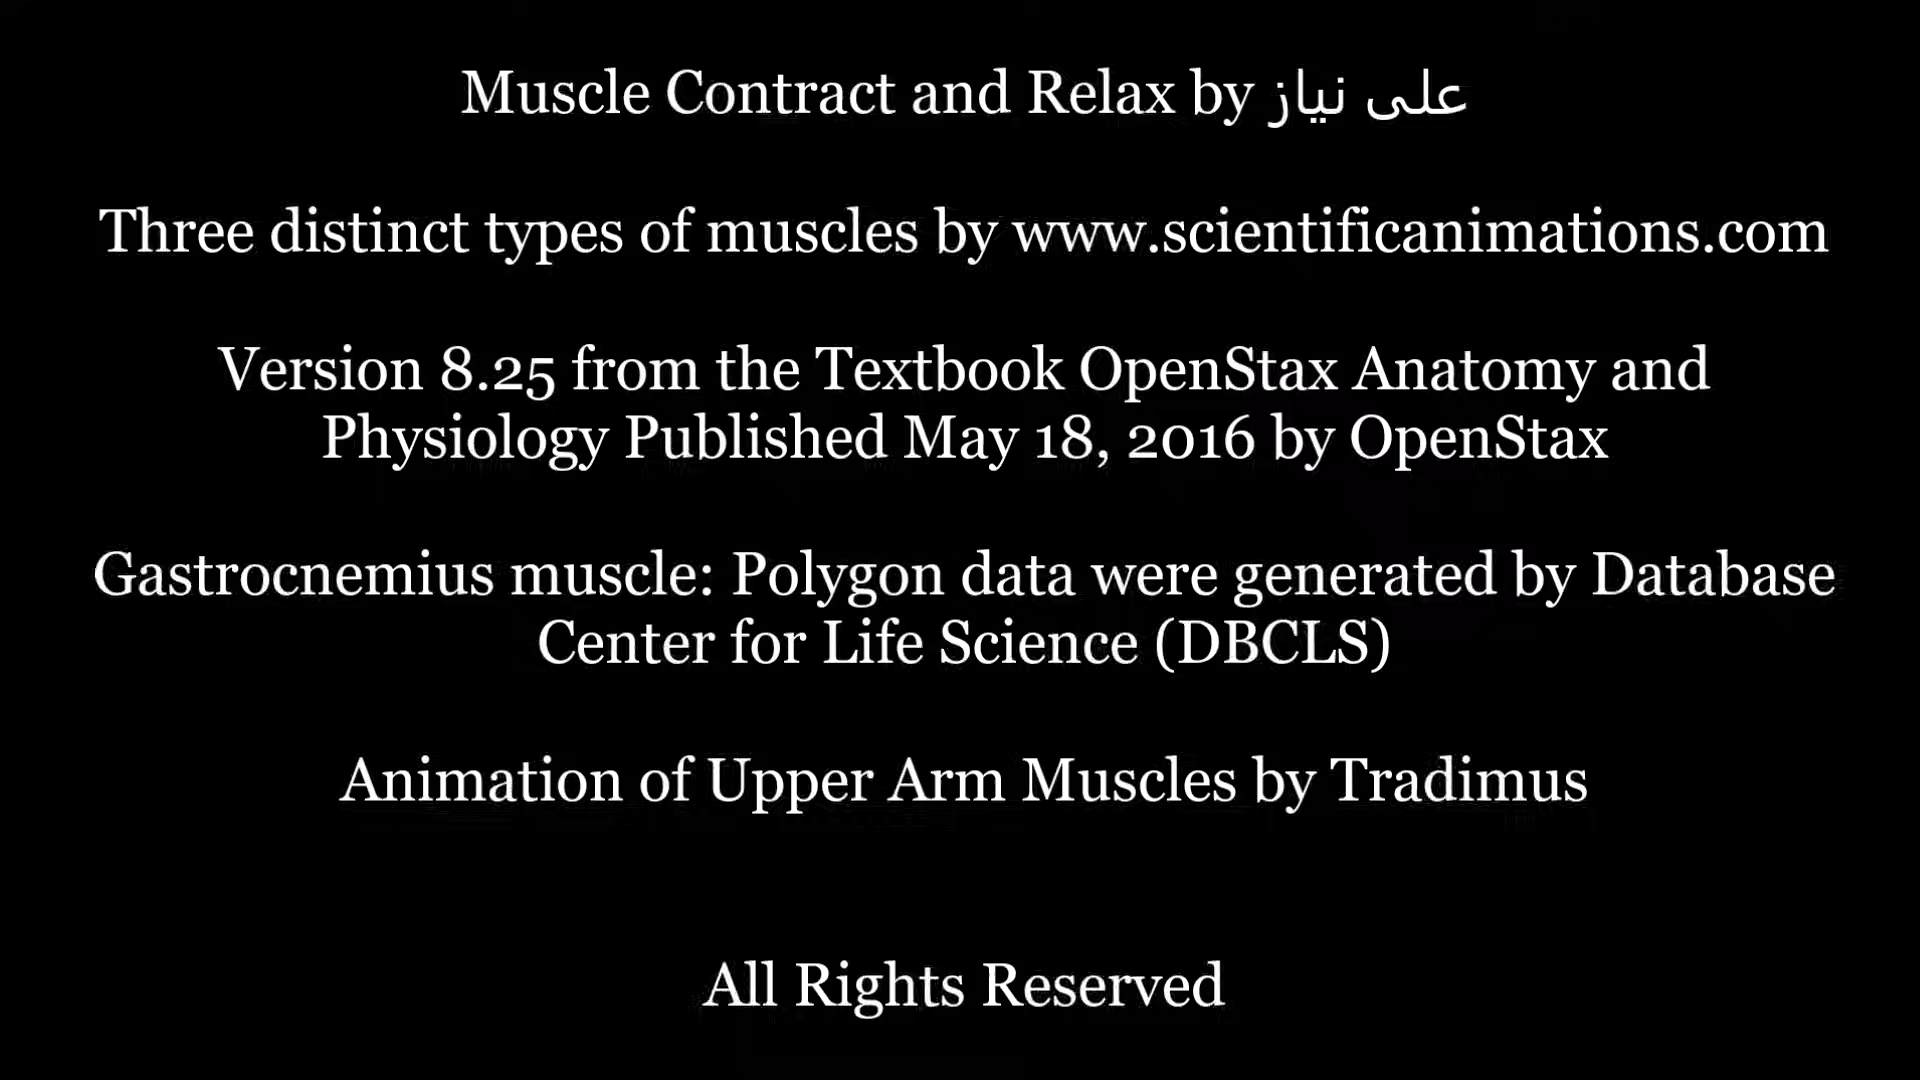 Muscle Contract and Relax by علی نیاز
Three distinct types of muscles by www.scientificanimations.com
Version 8.25 from the Textbook OpenStax Anatomy and
Physiology Published May 18, 2016 by OpenStax
Gastrocnemius muscle: Polygon data were generated by Database
Center for Life Science (DBCLS)
Animation of Upper Arm Muscles by Tradimus
All Rights Reserved